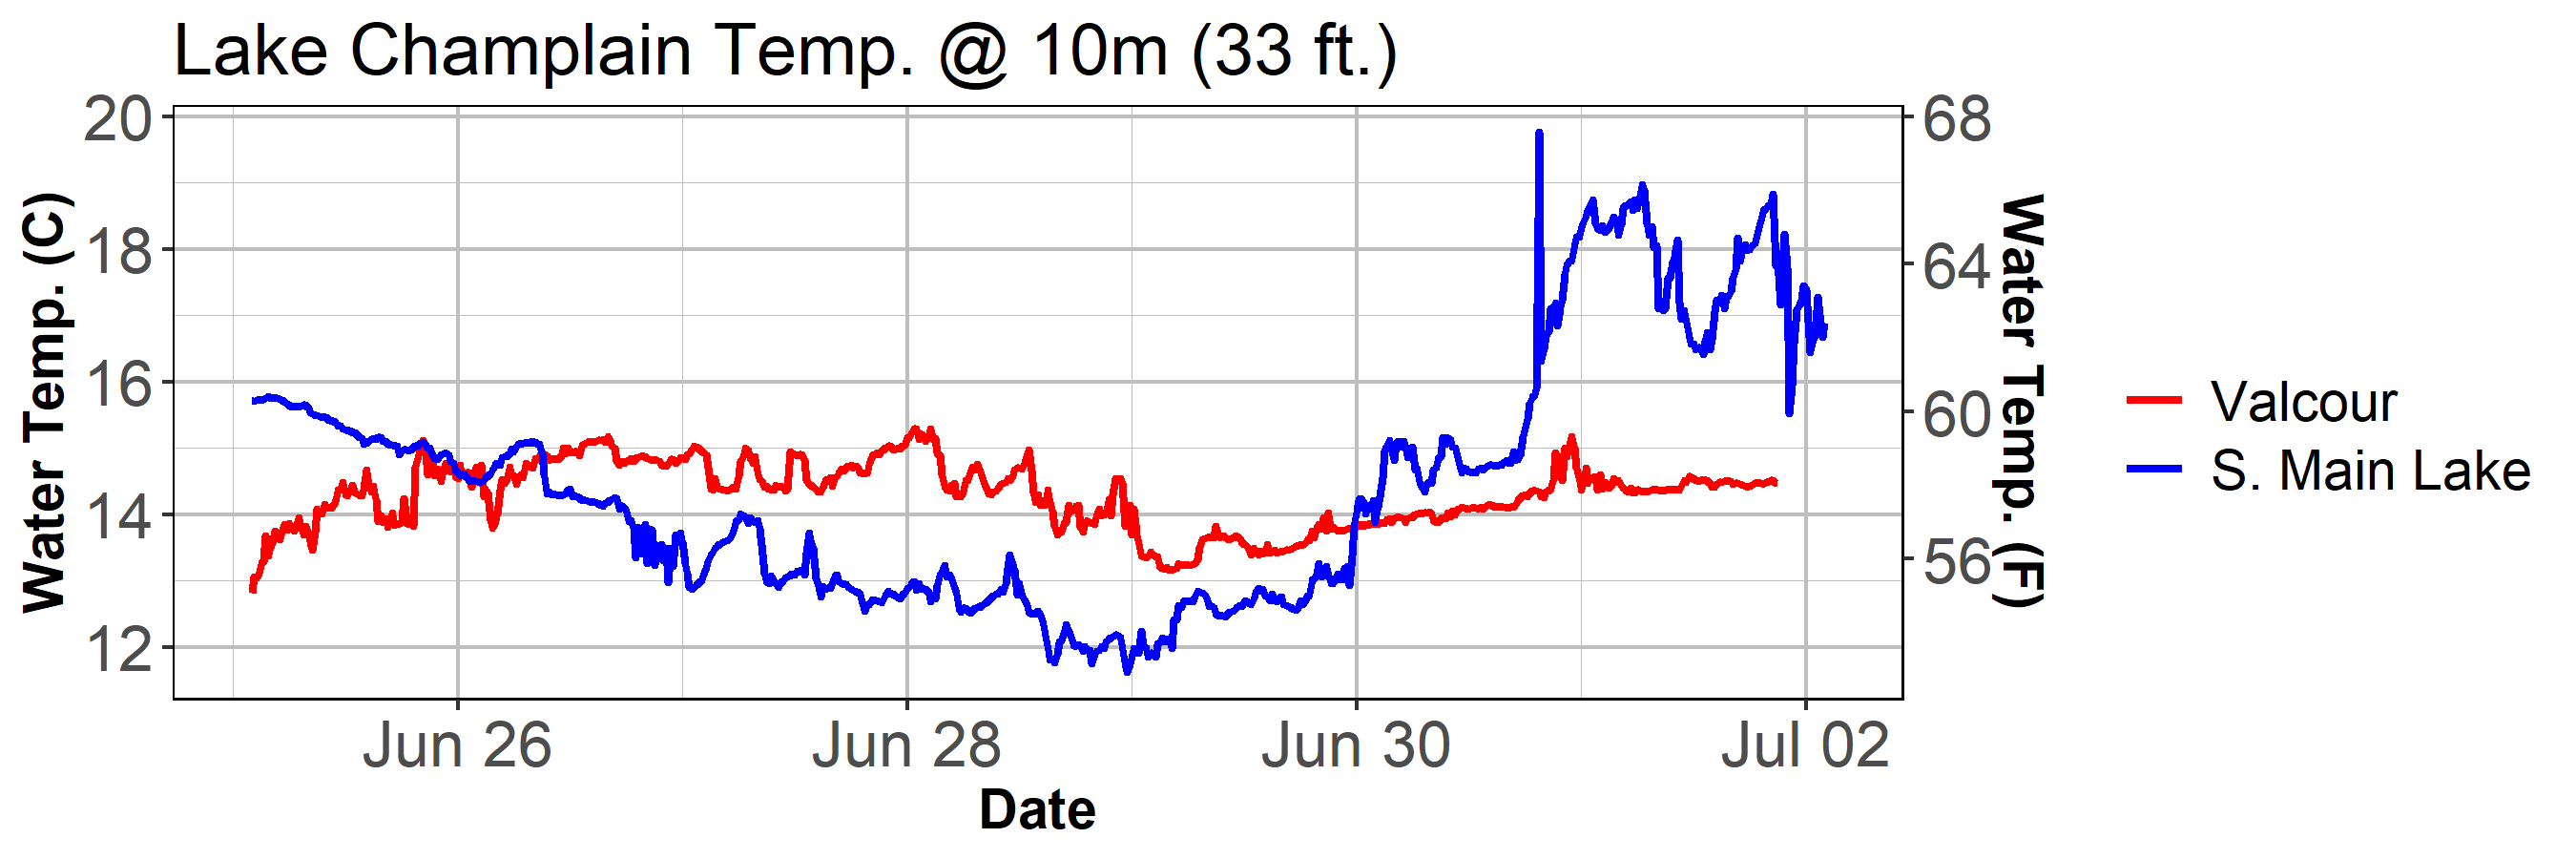 Lake Champlain Temp. @ 10m (33 ft.)
Water Temp. (C)
20
18
16
14
12
68
64
60
56
Water Temp. (F)
Jun 26
Jun 28
Jun 30
Jul 02
Date
Valcour
S. Main Lake